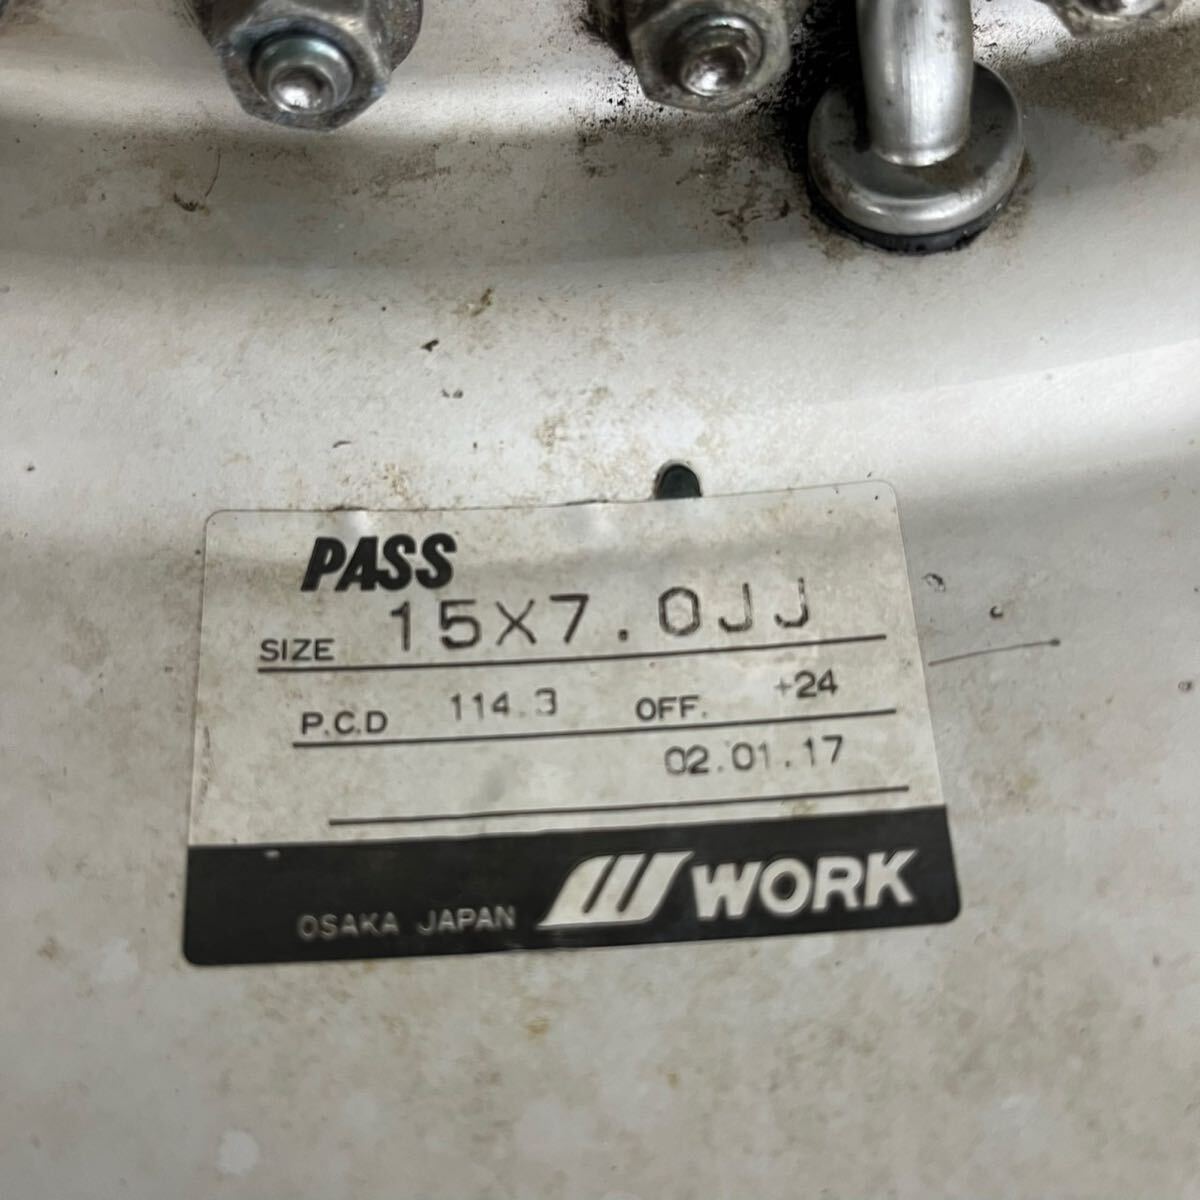 PASS
SIZE 15X7.0JJ
P.C.D 114.3 OFF. +24
02.01.17
OSAKA JAPAN WORK